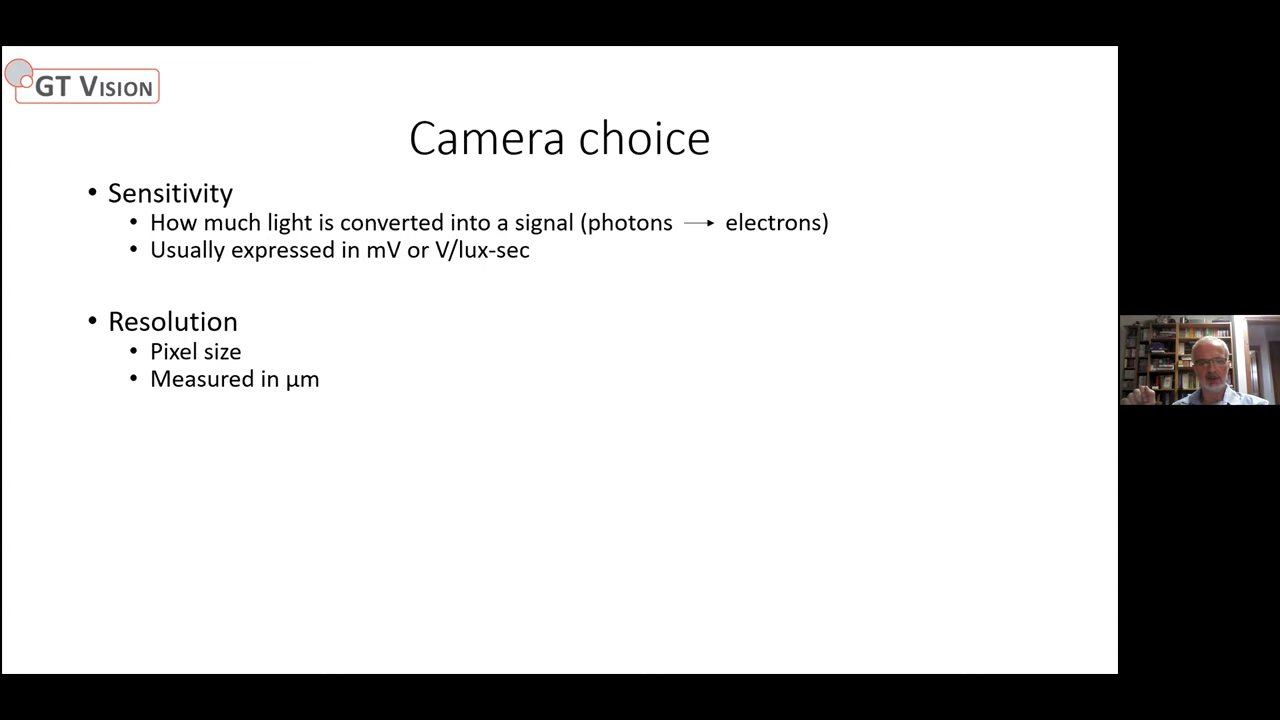 GT VISION
Camera choice
• Sensitivity
• How much light is converted into a signal (photons → electrons)
• Usually expressed in mV or V/lux-sec
• Resolution
• Pixel size
• Measured in µm